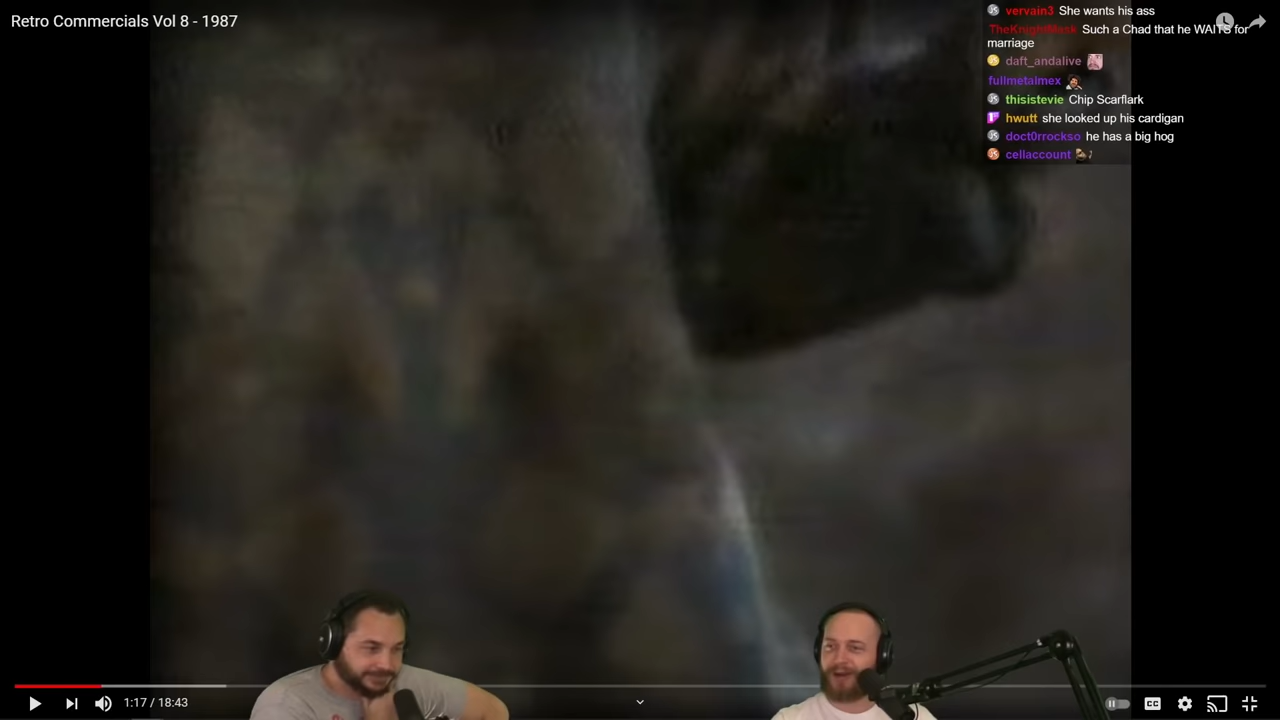 Retro Commercials Vol 8 - 1987
vervain3 She wants his ass
TheKnightMask Such a Chad that he WAITS for
marriage
daft_andalive
fullmetalmex
thisistevie Chip Scarflark
hwutt she looked up his cardigan
doct0rrockso he has a big hog
cellaccount
1:17 / 18:43
CC